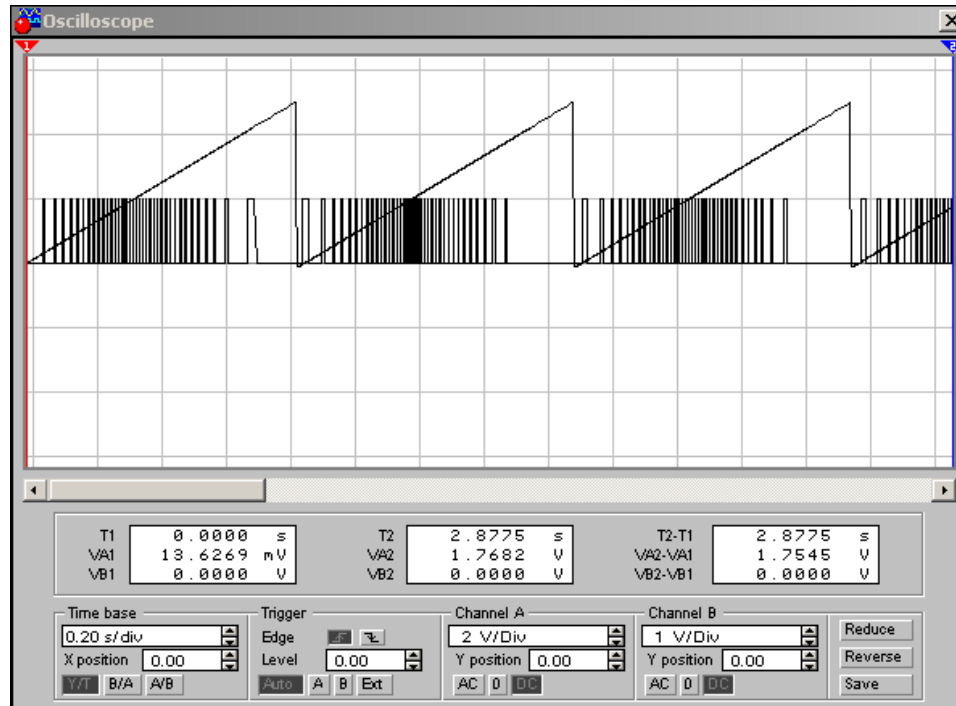 Oscilloscope
1 2
T1 0.0000 s
VA1 13.6269 mV
VB1 0.0000 V
T2 2.8775 s
VA2 1.7682 V
VB2 0.0000 V
T2-T1 2.8775 s
VA2-VA1 1.7545 V
VB2-VB1 0.0000 V
Time base
0.20 s/div
X position 0.00
Y/T B/A A/B
Trigger
Edge
Level 0.00
Auto A B Ext
Channel A
2 V/Div
Y position 0.00
AC 0 DC
Channel B
1 V/Div
Y position 0.00
AC 0 DC
Reduce
Reverse
Save